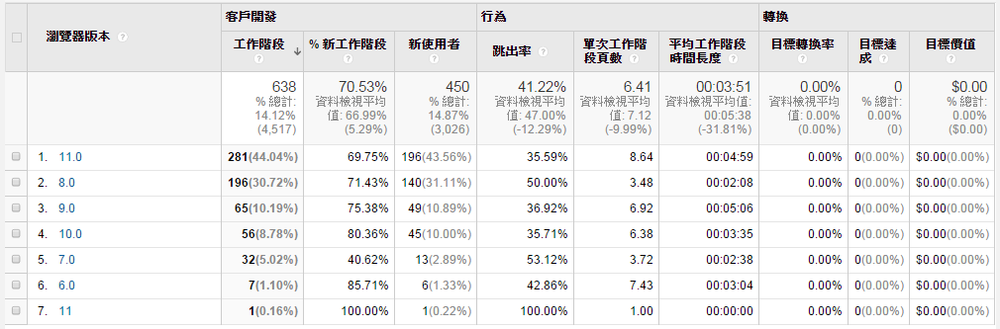 瀏覽器版本 ? 客戶開發 行為 轉換
工作階段 ? ↓ % 新工作階段 ? 新使用者 ? 跳出率 ? 單次工作階段頁數 ? 平均工作階段時間長度 ? 目標轉換率 ? 目標達成 ? 目標價值 ?
638 70.53% 450 41.22% 6.41 00:03:51 0.00% 0 $0.00
% 總計: 資料檢視平均 % 總計: 資料檢視平均 資料檢視平均 資料檢視平均值: 資料檢視平均 % 總計: % 總計:
14.12% 值: 66.99% 14.87% 值: 47.00% 值: 7.12 00:05:38 值: 0.00% 0.00% 0.00%
(4,517) (5.29%) (3,026) (-12.29%) (-9.99%) (-31.81%) (0.00%) (0) ($0.00)
1. 11.0 281(44.04%) 69.75% 196(43.56%) 35.59% 8.64 00:04:59 0.00% 0(0.00%) $0.00(0.00%)
2. 8.0 196(30.72%) 71.43% 140(31.11%) 50.00% 3.48 00:02:08 0.00% 0(0.00%) $0.00(0.00%)
3. 9.0 65(10.19%) 75.38% 49(10.89%) 36.92% 6.92 00:05:06 0.00% 0(0.00%) $0.00(0.00%)
4. 10.0 56(8.78%) 80.36% 45(10.00%) 35.71% 6.38 00:03:35 0.00% 0(0.00%) $0.00(0.00%)
5. 7.0 32(5.02%) 40.62% 13(2.89%) 53.12% 3.72 00:02:38 0.00% 0(0.00%) $0.00(0.00%)
6. 6.0 7(1.10%) 85.71% 6(1.33%) 42.86% 7.43 00:03:04 0.00% 0(0.00%) $0.00(0.00%)
7. 11 1(0.16%) 100.00% 1(0.22%) 100.00% 1.00 00:00:00 0.00% 0(0.00%) $0.00(0.00%)